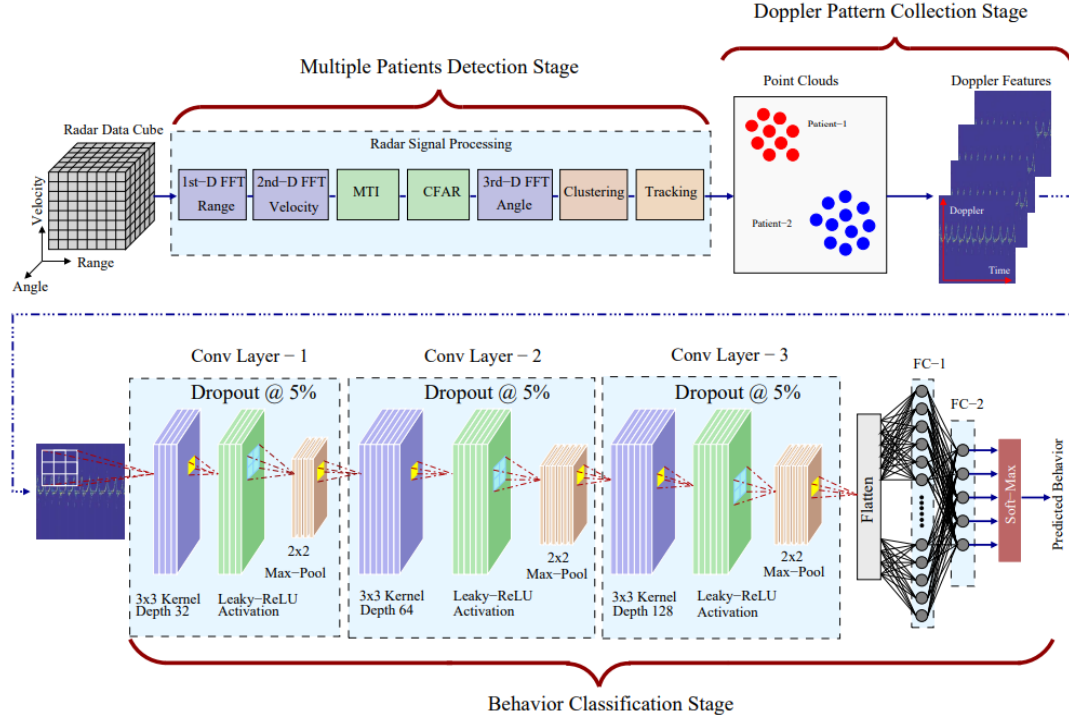 Doppler Pattern Collection Stage
Multiple Patients Detection Stage
Point Clouds
Doppler Features
Radar Data Cube
Radar Signal Processing
Patient−1
1st−D FFT
Range
2nd−D FFT
Velocity
MTI
CFAR
3rd−D FFT
Angle
Clustering
Tracking
Velocity
Patient−2
Doppler
Range
Time
Angle
Conv Layer − 1
Conv Layer − 2
Conv Layer − 3
FC−1
Dropout @ 5%
Dropout @ 5%
Dropout @ 5%
FC−2
Flatten
Soft−Max
Predicted Behavior
2x2
Max−Pool
2x2
Max−Pool
2x2
Max−Pool
3x3 Kernel
Depth 32
Leaky−ReLU
Activation
3x3 Kernel
Depth 64
Leaky−ReLU
Activation
3x3 Kernel
Depth 128
Leaky−ReLU
Activation
Behavior Classification Stage